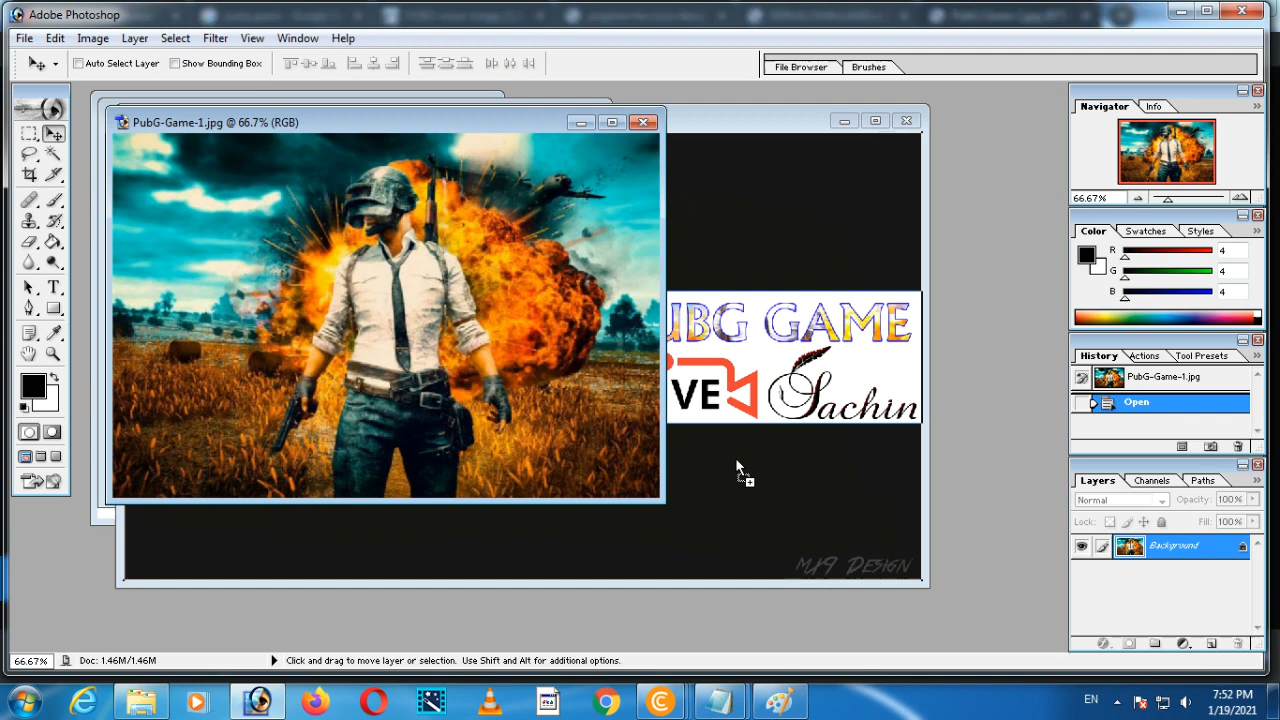 Adobe Photoshop
File Edit Image Layer Select Filter View Window Help
Auto Select Layer Show Bounding Box
File Browser Brushes
PubG-Game-1.jpg @ 66.7% (RGB)
UBG GAME
VE
Sachin
MJ9 Design
Navigator Info
66.67%
Color Swatches Styles
R 4
G 4
B 4
History Actions Tool Presets
PubG-Game-1.jpg
Open
Layers Channels Paths
Normal Opacity: 100%
Lock: Fill: 100%
Background
66.67% Doc: 1.46M/1.46M Click and drag to move layer or selection. Use Shift and Alt for additional options.
EN
7:52 PM
1/19/2021